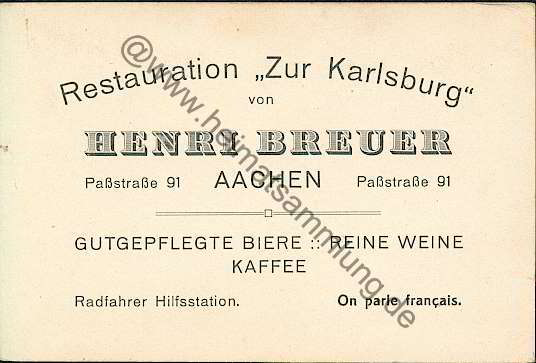 Restauration „Zur Karlsburg“
von
HENRI BREUER
Paßstraße 91 AACHEN Paßstraße 91
GUTGEPFLEGTE BIERE :: REINE WEINE
KAFFEE
Radfahrer Hilfsstation. On parle français.
@www.heimatsammlung.de